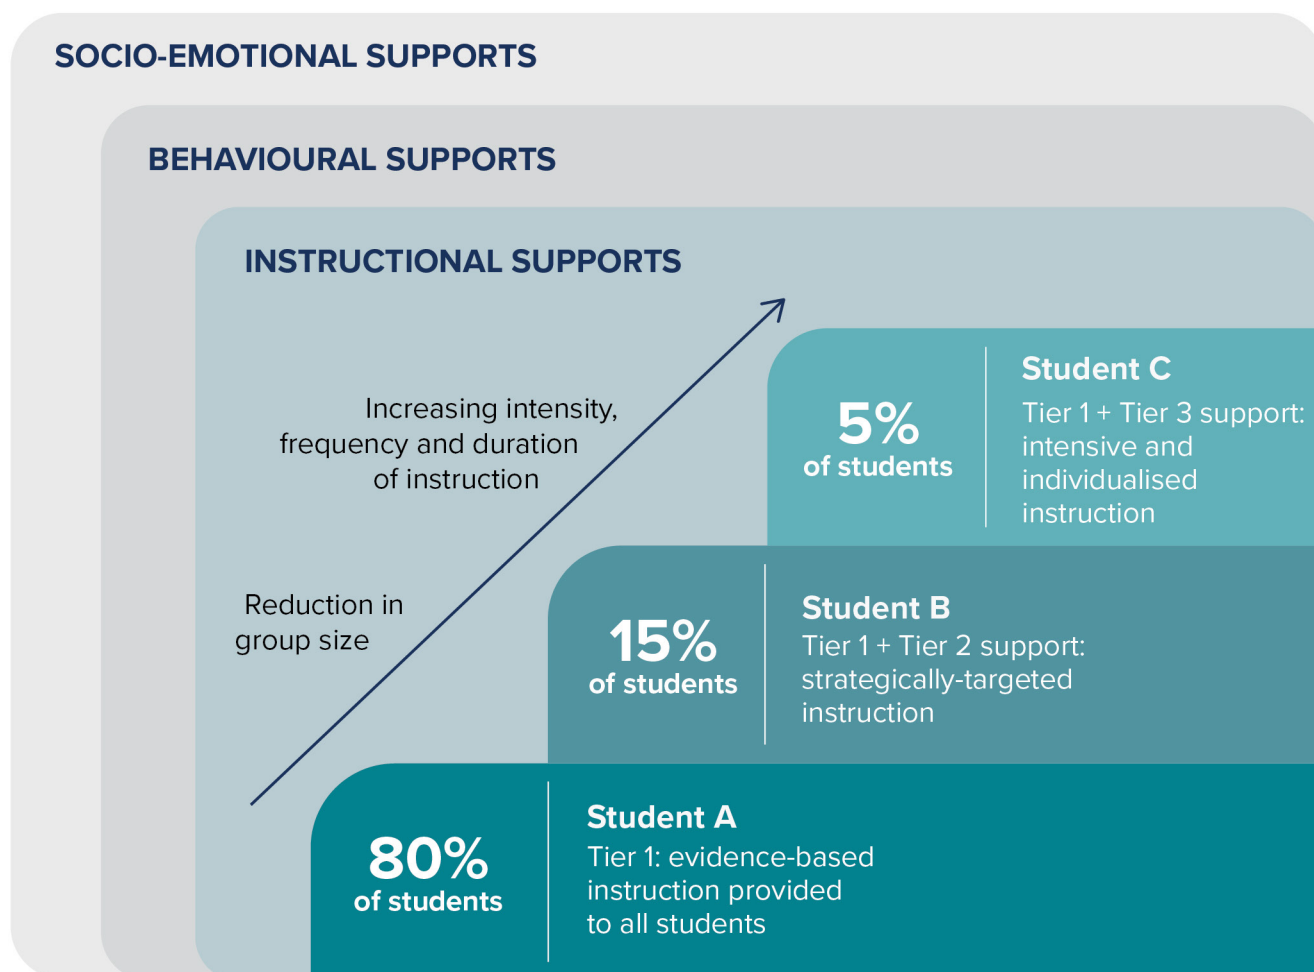 SOCIO-EMOTIONAL SUPPORTS
BEHAVIOURAL SUPPORTS
INSTRUCTIONAL SUPPORTS
Increasing intensity,
frequency and duration
of instruction
Reduction in
group size
5%
of students
Student C
Tier 1 + Tier 3 support:
intensive and
individualised
instruction
15%
of students
Student B
Tier 1 + Tier 2 support:
strategically-targeted
instruction
80%
of students
Student A
Tier 1: evidence-based
instruction provided
to all students